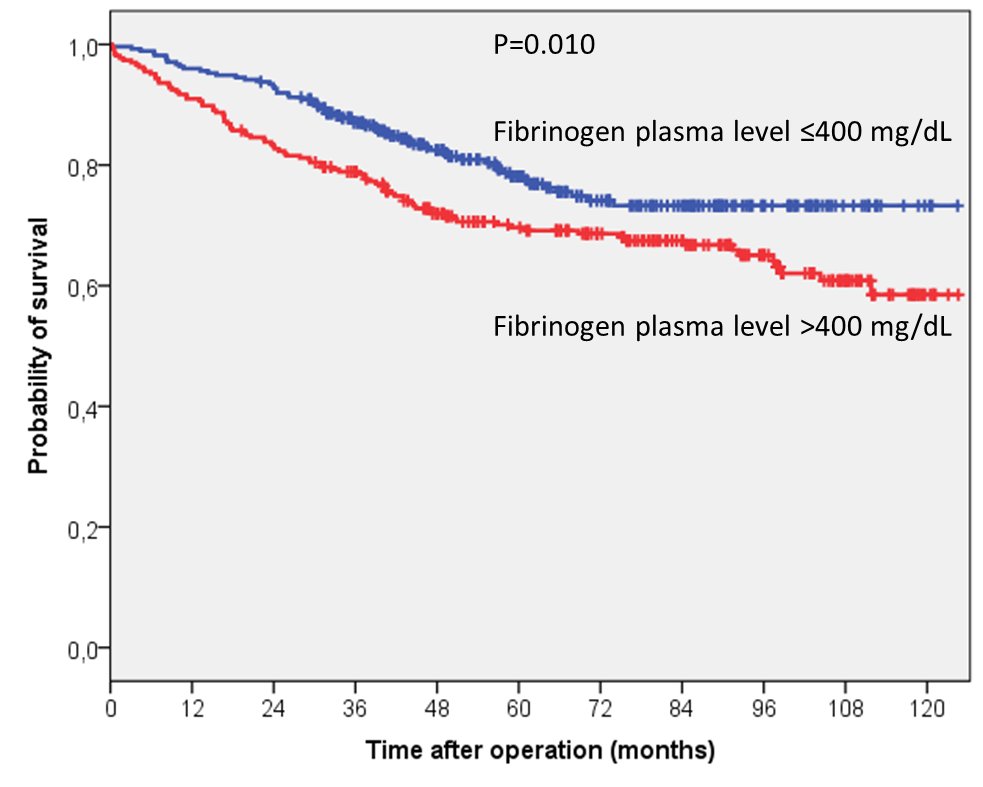 P=0.010
Fibrinogen plasma level ≤400 mg/dL
Fibrinogen plasma level >400 mg/dL
Probability of survival
1,0
0,8
0,6
0,4
0,2
0,0
0 12 24 36 48 60 72 84 96 108 120
Time after operation (months)